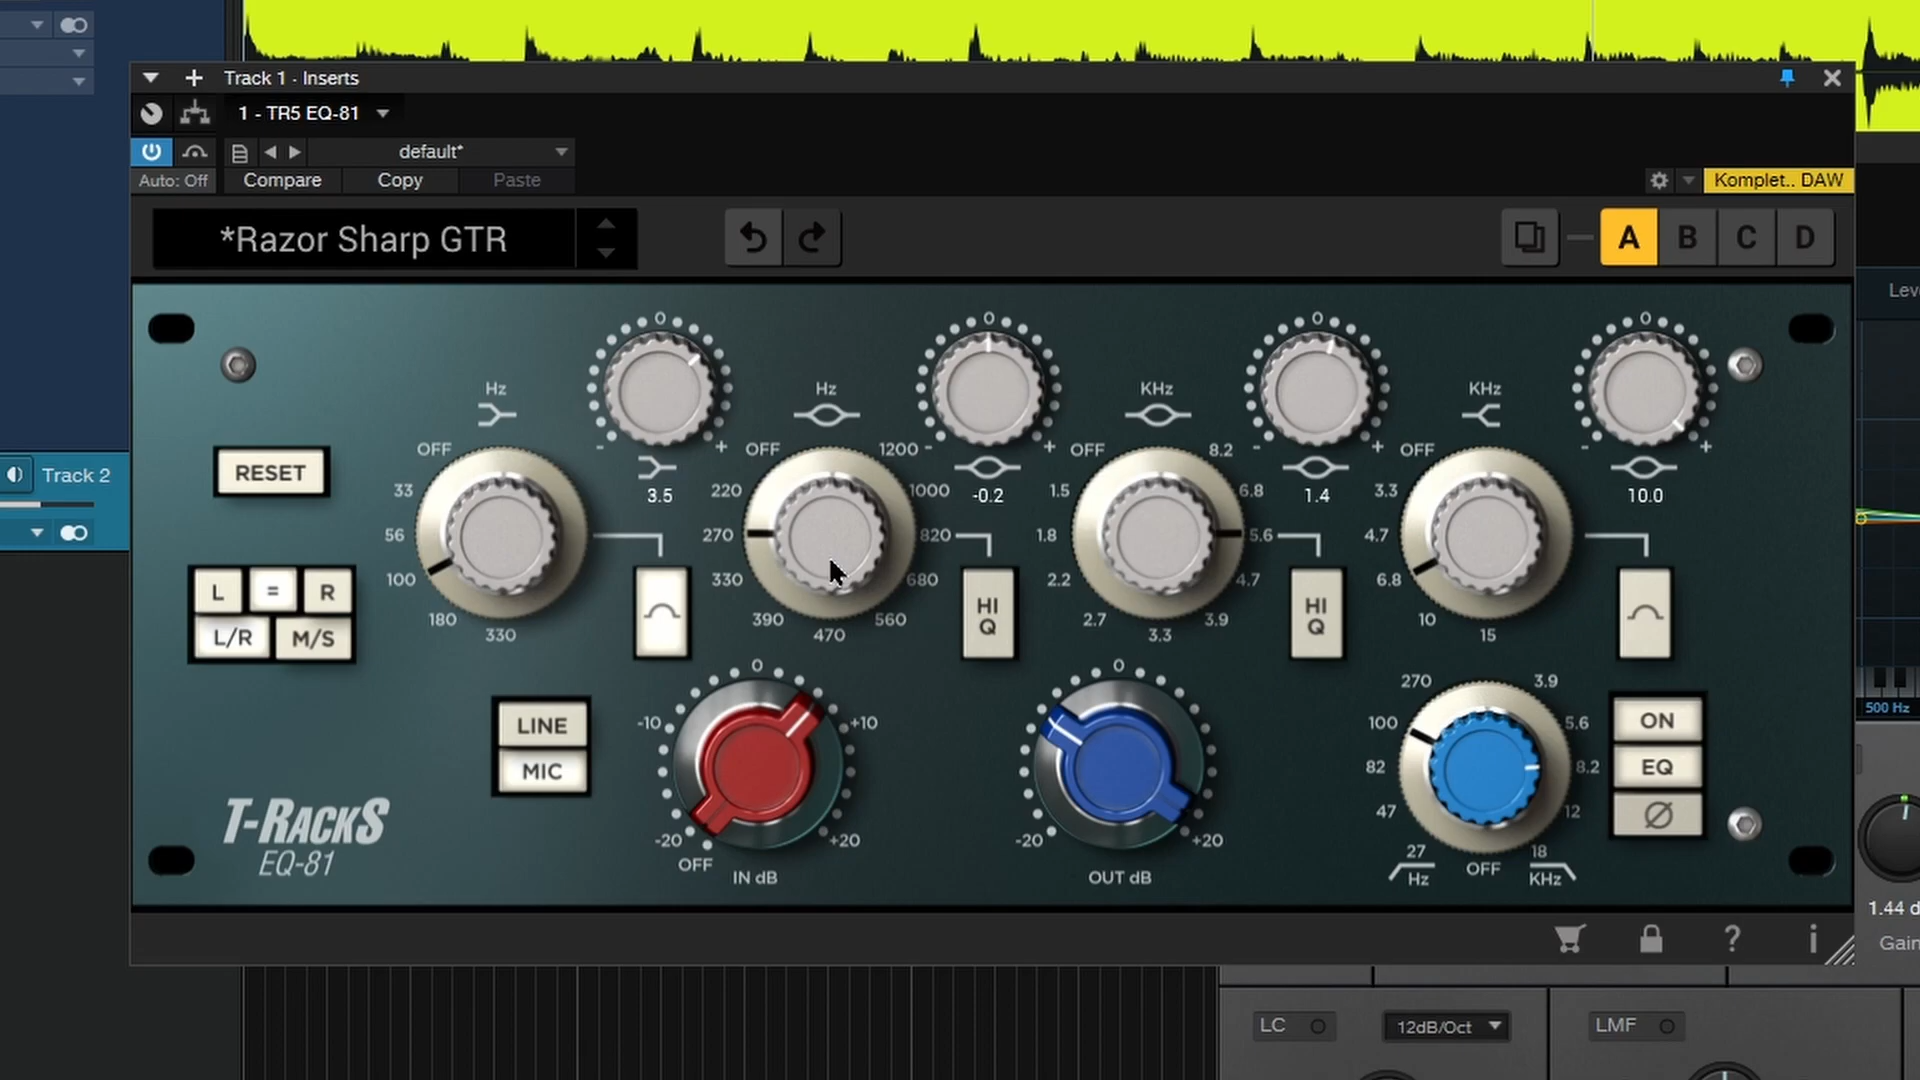 Track 1 - Inserts
1 - TR5 EQ-81
default*
Auto: Off Compare Copy Paste
Komplet.. DAW
*Razor Sharp GTR
A B C D
Lev
0 0 0 0
Hz Hz KHz KHz
- + - + - + - +
OFF OFF 1200 OFF 8.2 OFF
RESET
Track 2
33 220 1000 1.5 6.8 3.3
3.5 -0.2 1.4 10.0
56 270 820 1.8 5.6 4.7
100 330 680 2.2 4.7 6.8
L = R
HI Q HI Q
180 390 560 2.7 3.9 10
330 470 3.3 15
L/R M/S
0 0
270 3.9
-10 +10
100 5.6
LINE
MIC
ON
EQ
Ø
500 Hz
82 8.2
47 12
-20 +20 -20 +20
OFF
27 Hz OFF 18 KHz
IN dB OUT dB
T-RackS
EQ-81
1.44 d
Gain
? i
LC 12dB/Oct LMF